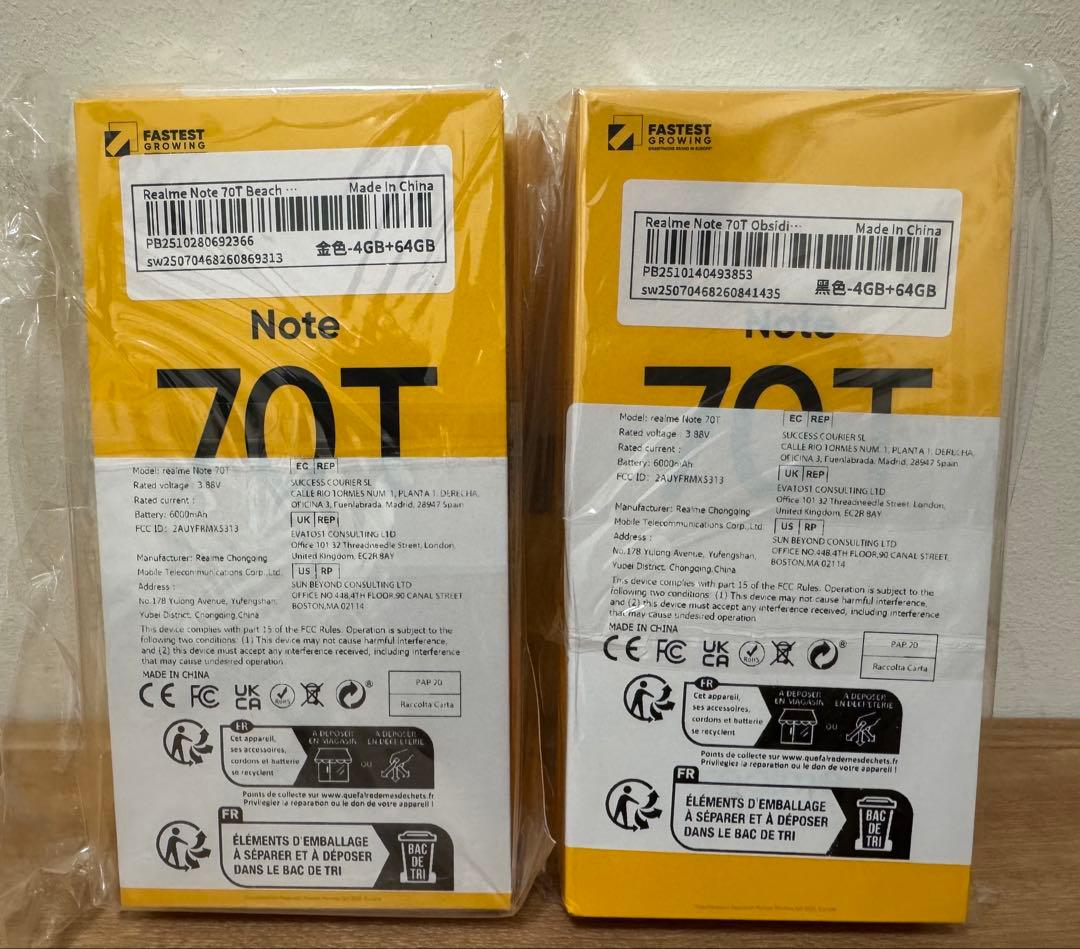 FASTEST
GROWING
Realme Note 70T Beach ...
Made In China
PB2510280692366
sw25070468260869313
金色-4GB+64GB
Note
70T
Model: realme Note 70T
Rated voltage : 3.88V
Rated current :
Battery: 6000mAh
FCC ID: 2AUYFRMX5313
Manufacturer: Realme Chongqing
Mobile Telecommunications Corp.,Ltd.
Address :
No.178 Yulong Avenue, Yufengshan,
Yubei District, Chongqing,China
EC REP
SUCCESS COURIER SL
CALLE RIO TORMES NUM. 1, PLANTA 1. DERECHA,
OFICINA 3, Fuenlabrada, Madrid, 28947 Spain
UK REP
EVATOST CONSULTING LTD
Office 101 32 Threadneedle Street, London,
United Kingdom, EC2R 8AY
US RP
SUN BEYOND CONSULTING LTD
OFFICE NO.448,4TH FLOOR,90 CANAL STREET
BOSTON,MA 02114
This device complies with part 15 of the FCC Rules. Operation is subject to the
following two conditions: (1) This device may not cause harmful interference,
and (2) this device must accept any interference received, including interference
that may cause undesired operation
MADE IN CHINA
CE FC UK CA RoHS
PAP 20
Raccolta Carta
FR
Cet appareil,
ses accessoires,
cordons et batterie
se recyclent
À DÉPOSER
EN MAGASIN
À DÉPOSER
EN DÉCHÈTERIE
Points de collecte sur www.quefairedemesdechets.fr
Privilégiez la réparation ou le don de votre appareil !
FR
ÉLÉMENTS D'EMBALLAGE
À SÉPARER ET À DÉPOSER
DANS LE BAC DE TRI
BAC
DE
TRI
FASTEST
GROWING
SMARTPHONE BRAND IN EUROPE*
Realme Note 70T Obsidi...
Made In China
PB2510140493853
sw25070468260841435
黑色-4GB+64GB
Note
70T
Model: realme Note 70T
Rated voltage : 3.88V
Rated current :
Battery: 6000mAh
FCC ID: 2AUYFRMX5313
Manufacturer: Realme Chongqing
Mobile Telecommunications Corp.,Ltd.
Address :
No.178 Yulong Avenue, Yufengshan,
Yubei District, Chongqing,China
EC REP
SUCCESS COURIER SL
CALLE RIO TORMES NUM. 1, PLANTA 1. DERECHA,
OFICINA 3, Fuenlabrada, Madrid, 28947 Spain
UK REP
EVATOST CONSULTING LTD
Office 101 32 Threadneedle Street, London,
United Kingdom, EC2R 8AY
US RP
SUN BEYOND CONSULTING LTD
OFFICE NO.448,4TH FLOOR,90 CANAL STREET
BOSTON,MA 02114
This device complies with part 15 of the FCC Rules. Operation is subject to the
following two conditions: (1) This device may not cause harmful interference,
and (2) this device must accept any interference received, including interference
that may cause undesired operation
MADE IN CHINA
CE FC UK CA RoHS
PAP 20
Raccolta Carta
FR
Cet appareil,
ses accessoires,
cordons et batterie
se recyclent
À DÉPOSER
EN MAGASIN
OU
À DÉPOSER
EN DÉCHÈTERIE
Points de collecte sur www.quefairedemesdechets.fr
Privilégiez la réparation ou le don de votre appareil !
FR
ÉLÉMENTS D'EMBALLAGE
À SÉPARER ET À DÉPOSER
DANS LE BAC DE TRI
BAC
DE
TRI